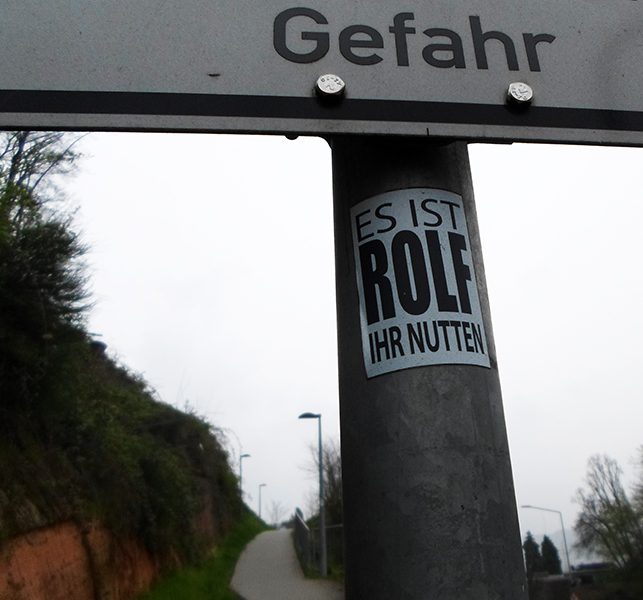 Gefahr
ES IST
ROLF
IHR NUTTEN